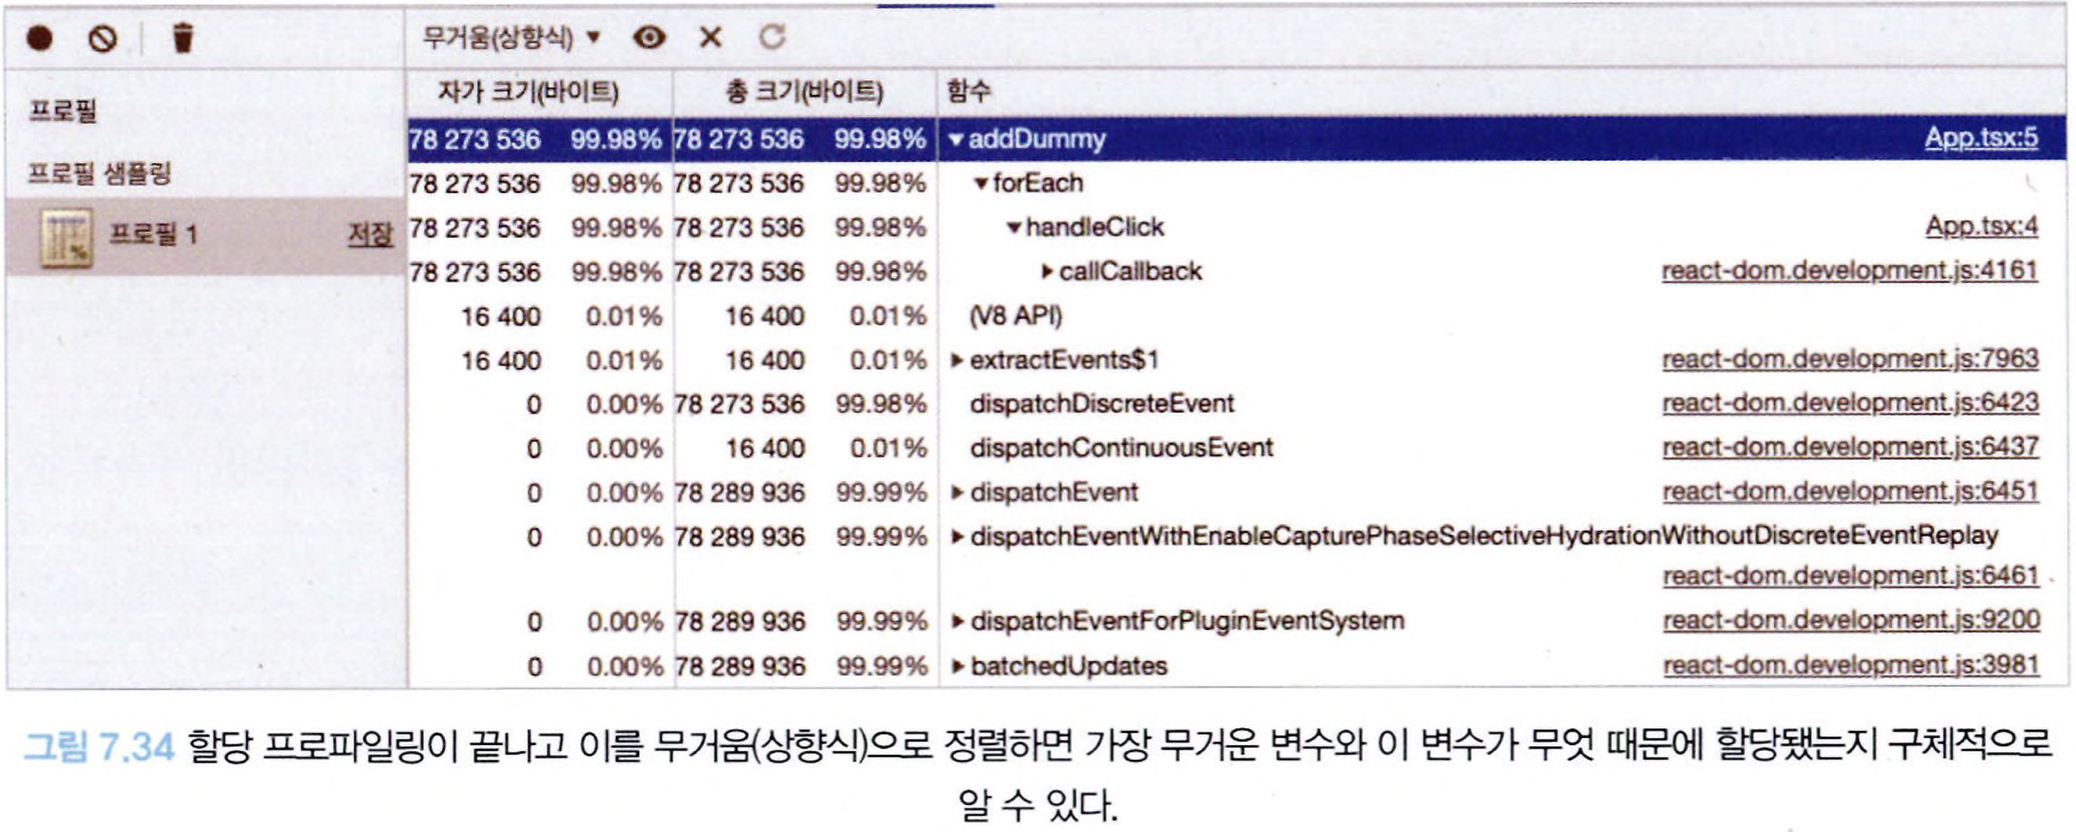 무거움(상향식) ▼
프로필
프로필 샘플링
프로필 1 저장
자가 크기(바이트) 총 크기(바이트) 함수
78 273 536 99.98% 78 273 536 99.98% ▼addDummy App.tsx:5
78 273 536 99.98% 78 273 536 99.98% ▼forEach
78 273 536 99.98% 78 273 536 99.98% ▼handleClick App.tsx:4
78 273 536 99.98% 78 273 536 99.98% ▶callCallback react-dom.development.js:4161
16 400 0.01% 16 400 0.01% (V8 API)
16 400 0.01% 16 400 0.01% ▶extractEvents$1 react-dom.development.js:7963
0 0.00% 78 273 536 99.98% dispatchDiscreteEvent react-dom.development.js:6423
0 0.00% 16 400 0.01% dispatchContinuousEvent react-dom.development.js:6437
0 0.00% 78 289 936 99.99% ▶dispatchEvent react-dom.development.js:6451
0 0.00% 78 289 936 99.99% ▶dispatchEventWithEnableCapturePhaseSelectiveHydrationWithoutDiscreteEventReplay
react-dom.development.js:6461
0 0.00% 78 289 936 99.99% ▶dispatchEventForPluginEventSystem react-dom.development.js:9200
0 0.00% 78 289 936 99.99% ▶batchedUpdates react-dom.development.js:3981
그림 7.34 할당 프로파일링이 끝나고 이를 무거움(상향식)으로 정렬하면 가장 무거운 변수와 이 변수가 무엇 때문에 할당됐는지 구체적으로
알 수 있다.